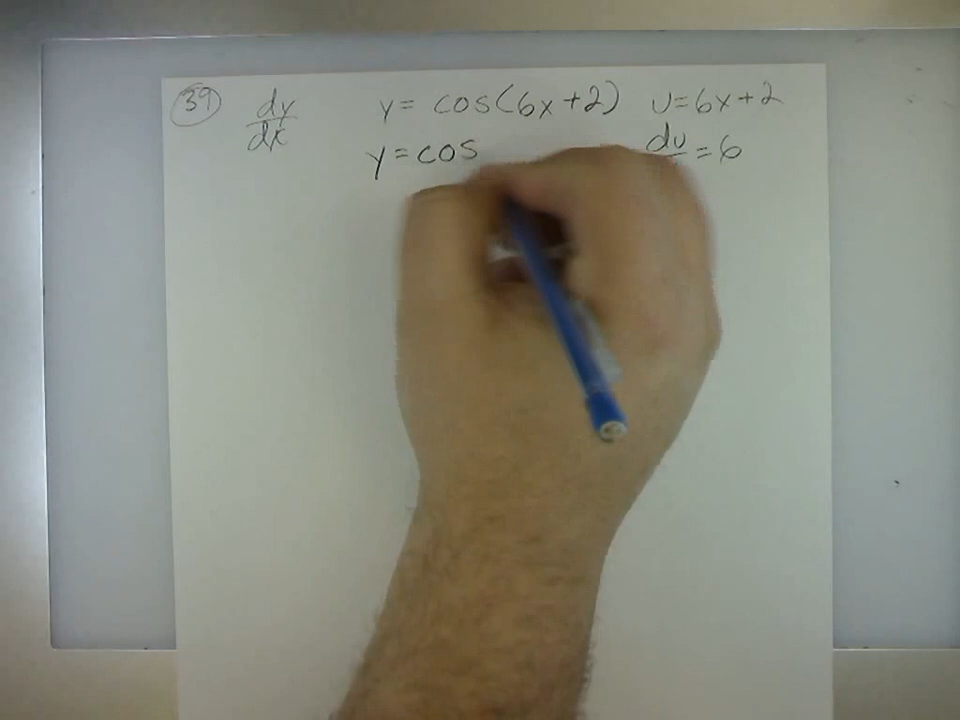 39 dy/dx y = cos(6x+2) u = 6x+2
y = cos du = 6